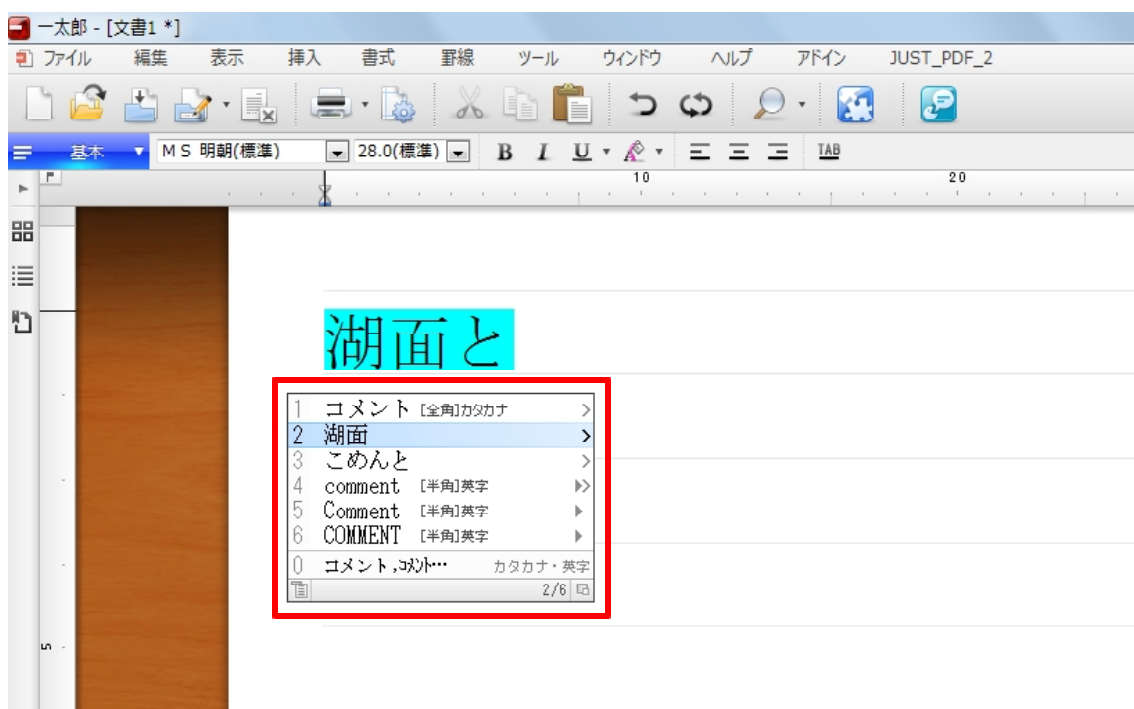 一太郎 - [文書1 *]
ファイル 編集 表示 挿入 書式 罫線 ツール ウィンドウ ヘルプ アドイン JUST_PDF_2
基本 ＭＳ 明朝(標準) 28.0(標準) B I U TAB
10 20
湖面と
1 コメント [全角]カタカナ
2 湖面
3 こめんと
4 comment [半角]英字
5 Comment [半角]英字
6 COMMENT [半角]英字
0 コメント,ｺﾒﾝﾄ… カタカナ・英字
2/6
5